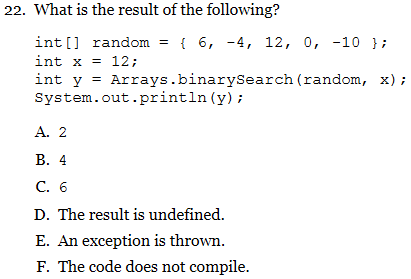 22. What is the result of the following?
int[] random = { 6, -4, 12, 0, -10 };
int x = 12;
int y = Arrays.binarySearch(random, x);
System.out.println(y);
A. 2
B. 4
C. 6
D. The result is undefined.
E. An exception is thrown.
F. The code does not compile.